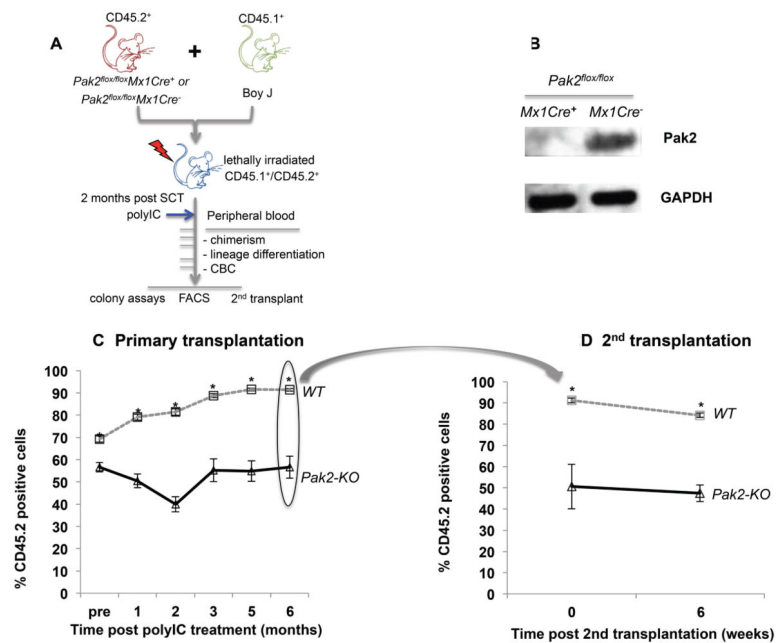 A
CD45.2⁺
+
CD45.1⁺
Pak2flox/floxMx1Cre⁺ or
Pak2flox/floxMx1Cre⁻
Boy J
lethally irradiated
CD45.1⁺/CD45.2⁺
2 months post SCT
polyIC
Peripheral blood
- chimerism
- lineage differentiation
- CBC
colony assays FACS 2nd transplant
B
Pak2flox/flox
Mx1Cre⁺ Mx1Cre⁻
Pak2
GAPDH
C Primary transplantation
% CD45.2 positive cells
100
90
80
70
60
50
40
30
20
10
0
* * * * * *
WT
Pak2-KO
pre 1 2 3 5 6
Time post polyIC treatment (months)
D 2nd transplantation
% CD45.2 positive cells
100
90
80
70
60
50
40
30
20
10
0
* *
WT
Pak2-KO
0 6
Time post 2nd transplantation (weeks)